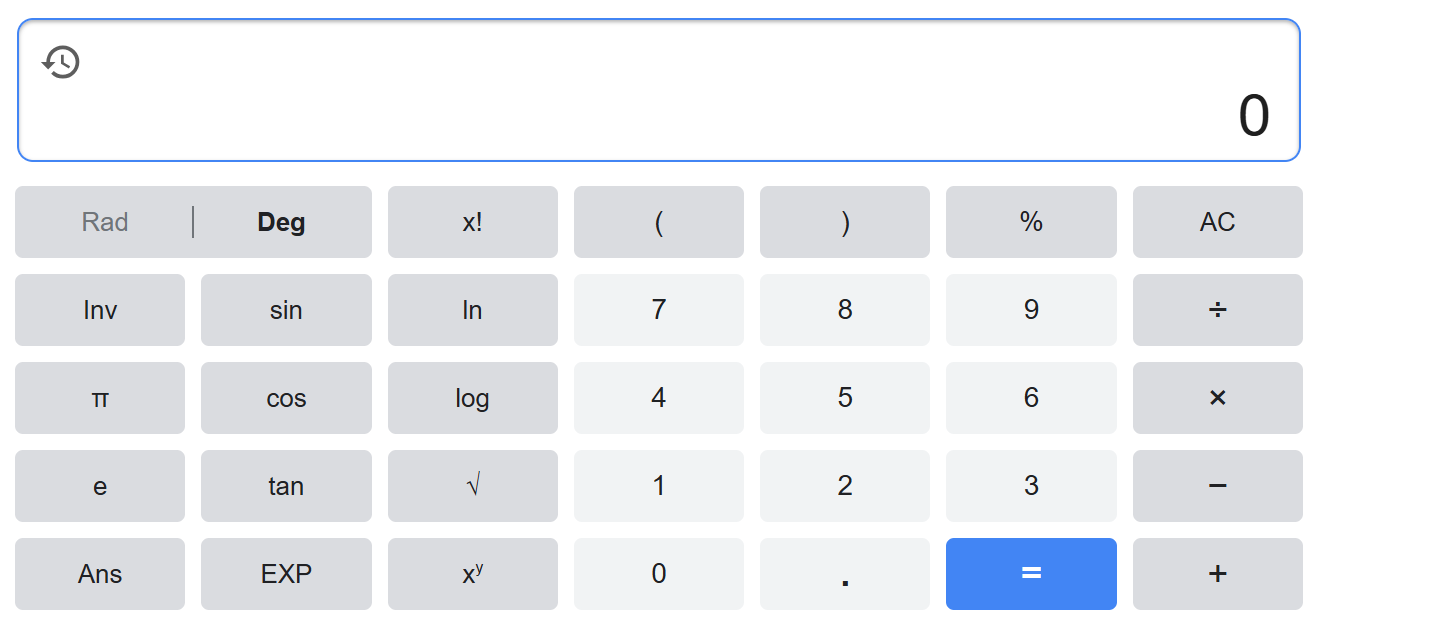 0
Rad | Deg x! ( ) % AC
Inv sin ln 7 8 9 ÷
π cos log 4 5 6 ×
e tan √ 1 2 3 −
Ans EXP xʸ 0 . = +